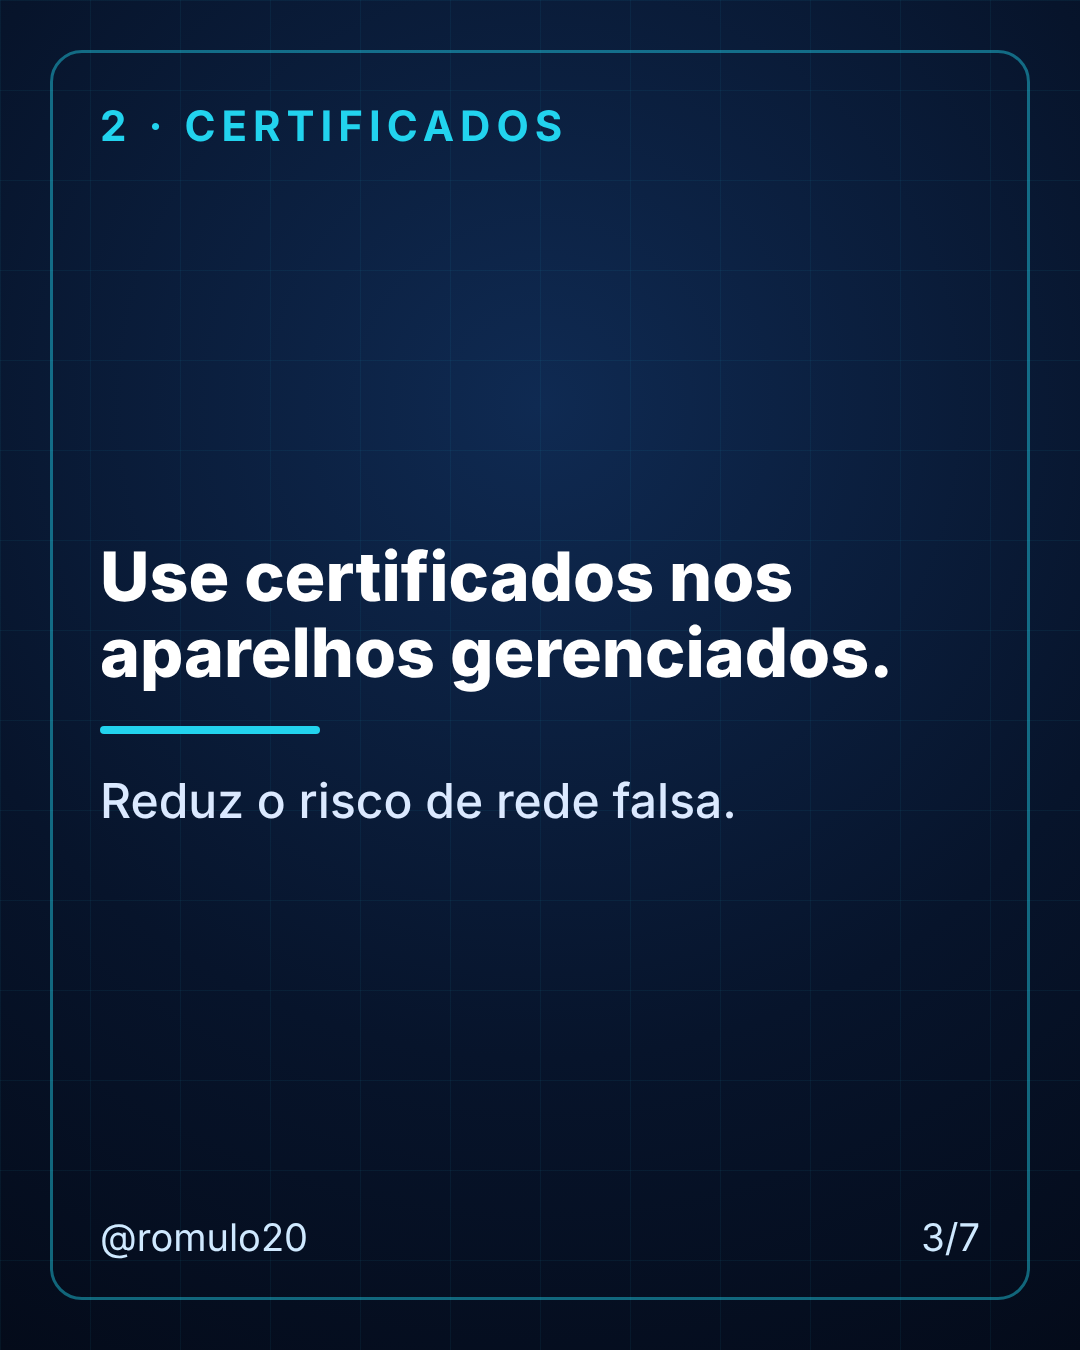 2 · CERTIFICADOS
Use certificados nos
aparelhos gerenciados.
Reduz o risco de rede falsa.
@romulo20
3/7